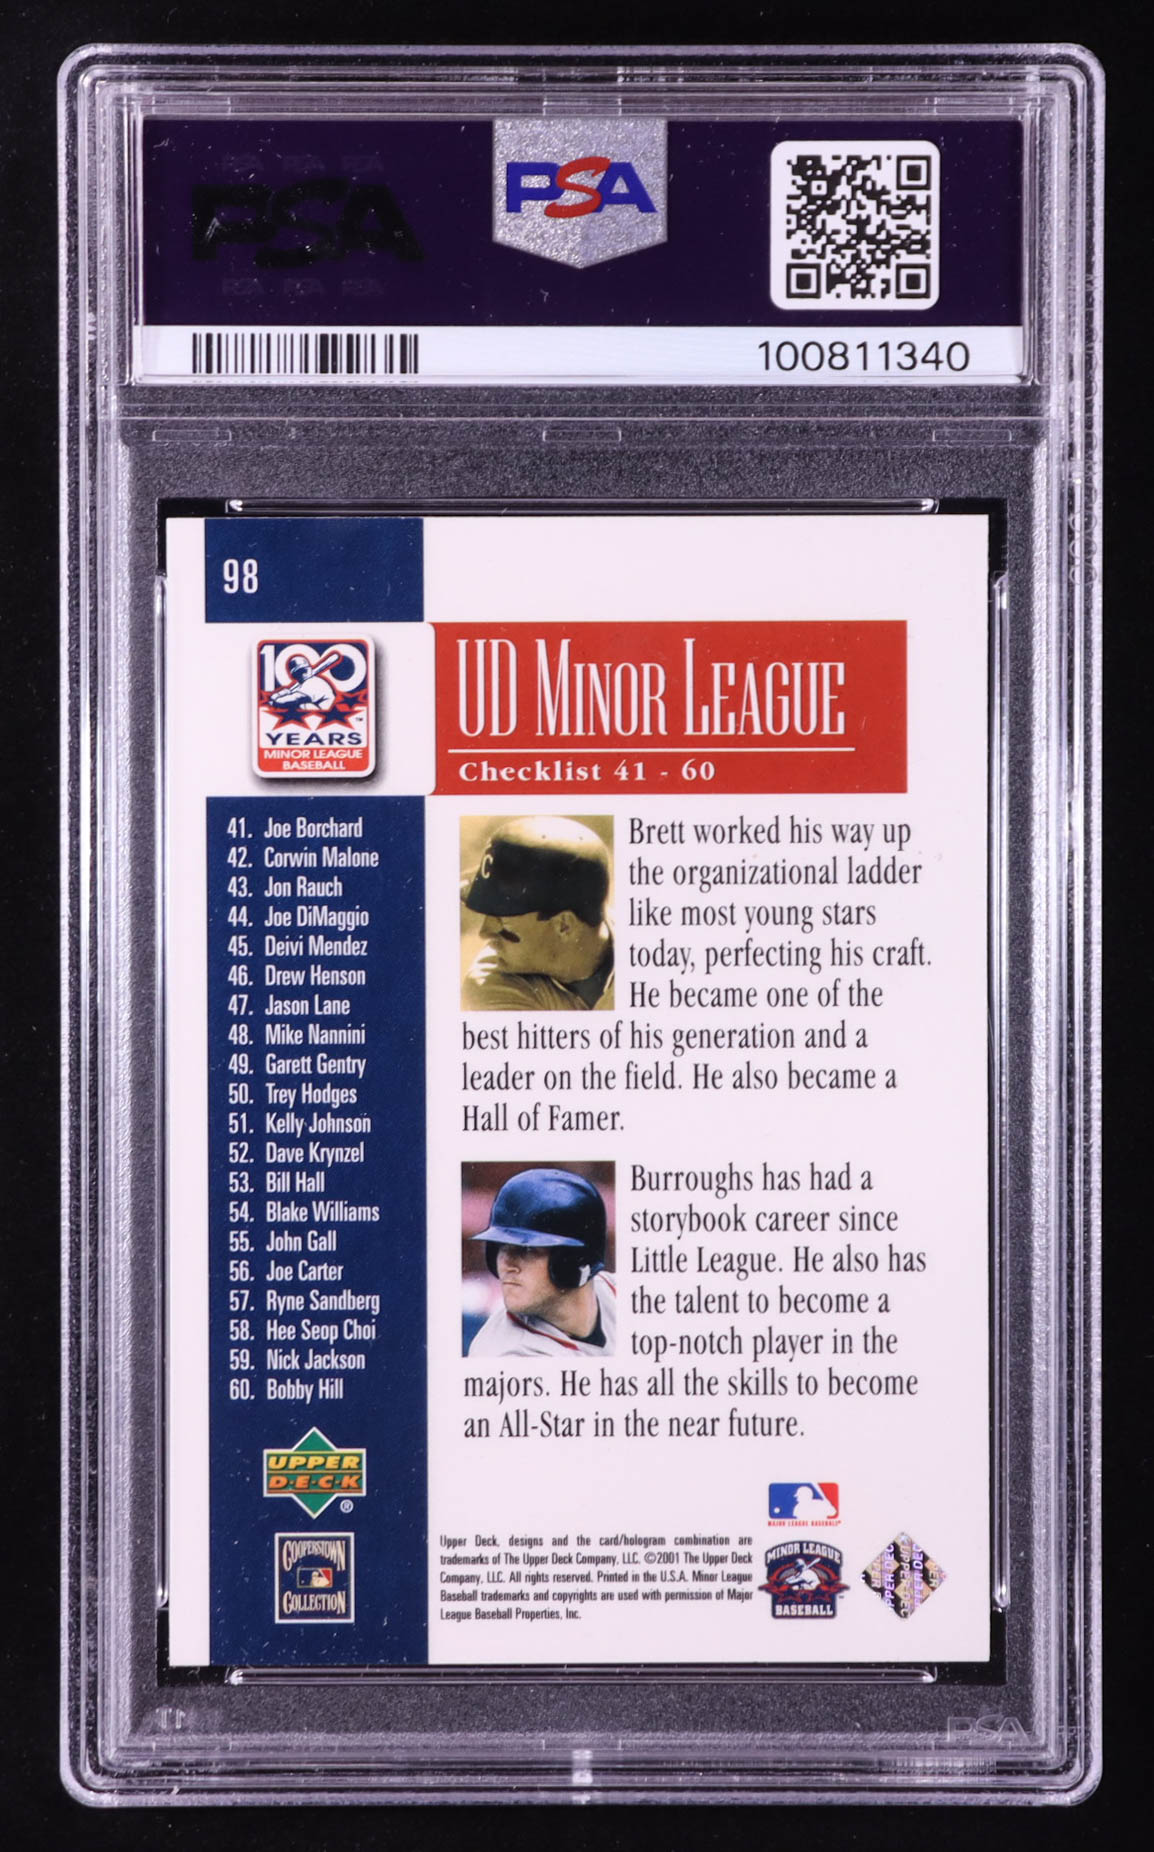 PSA
PSA
100811340
98
100
YEARS
MINOR LEAGUE
BASEBALL
UD MINOR LEAGUE
Checklist 41 - 60
41. Joe Borchard
42. Corwin Malone
43. Jon Rauch
44. Joe DiMaggio
45. Deivi Mendez
46. Drew Henson
47. Jason Lane
48. Mike Nannini
49. Garett Gentry
50. Trey Hodges
51. Kelly Johnson
52. Dave Krynzel
53. Bill Hall
54. Blake Williams
55. John Gall
56. Joe Carter
57. Ryne Sandberg
58. Hee Seop Choi
59. Nick Jackson
60. Bobby Hill
Brett worked his way up
the organizational ladder
like most young stars
today, perfecting his craft.
He became one of the
best hitters of his generation and a
leader on the field. He also became a
Hall of Famer.
Burroughs has had a
storybook career since
Little League. He also has
the talent to become a
top-notch player in the
majors. He has all the skills to become
an All-Star in the near future.
UPPER
D·E·C·K
®
COOPERSTOWN
COLLECTION
Upper Deck, designs and the card/hologram combination are
trademarks of The Upper Deck Company, LLC. ©2001 The Upper Deck
Company, LLC. All rights reserved. Printed in the U.S.A. Minor League
Baseball trademarks and copyrights are used with permission of Major
League Baseball Properties, Inc.
MAJOR LEAGUE BASEBALL
MINOR LEAGUE
BASEBALL
PSA